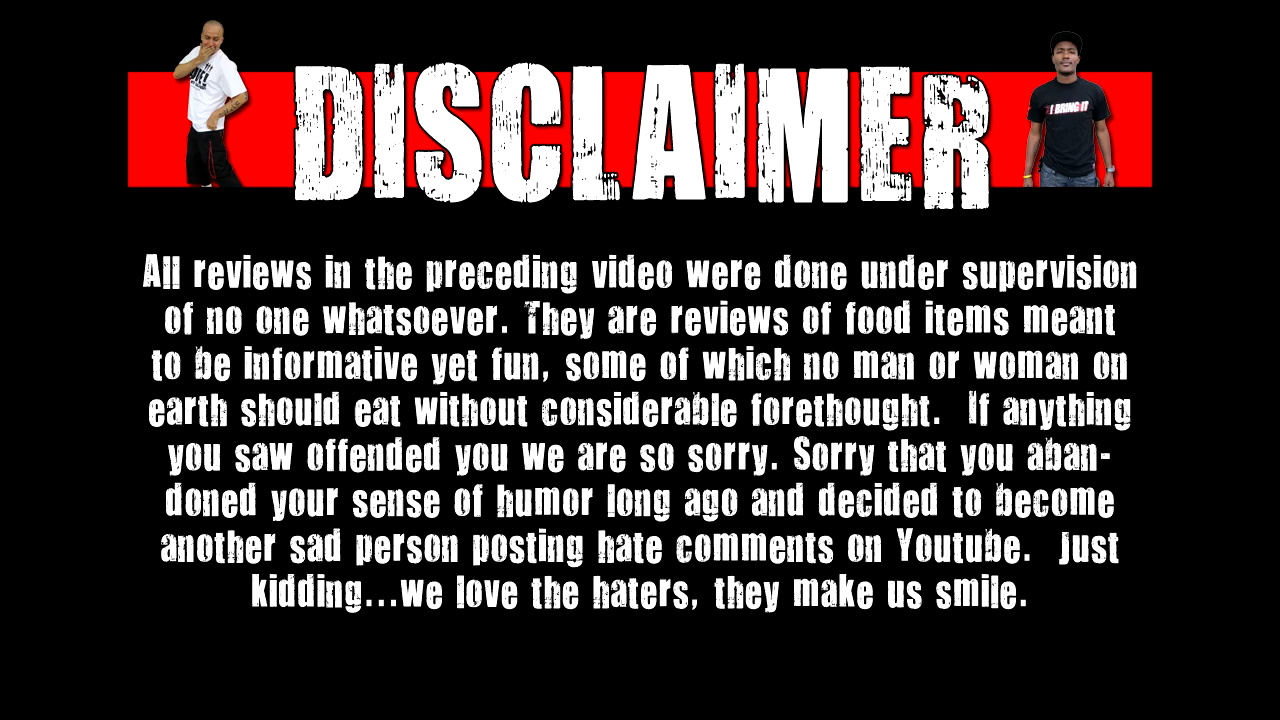 DISCLAIMER
I BRING IT
All reviews in the preceding video were done under supervision
of no one whatsoever. They are reviews of food items meant
to be informative yet fun, some of which no man or woman on
earth should eat without considerable forethought. If anything
you saw offended you we are so sorry. Sorry that you aban-
doned your sense of humor long ago and decided to become
another sad person posting hate comments on Youtube. Just
kidding...we love the haters, they make us smile.